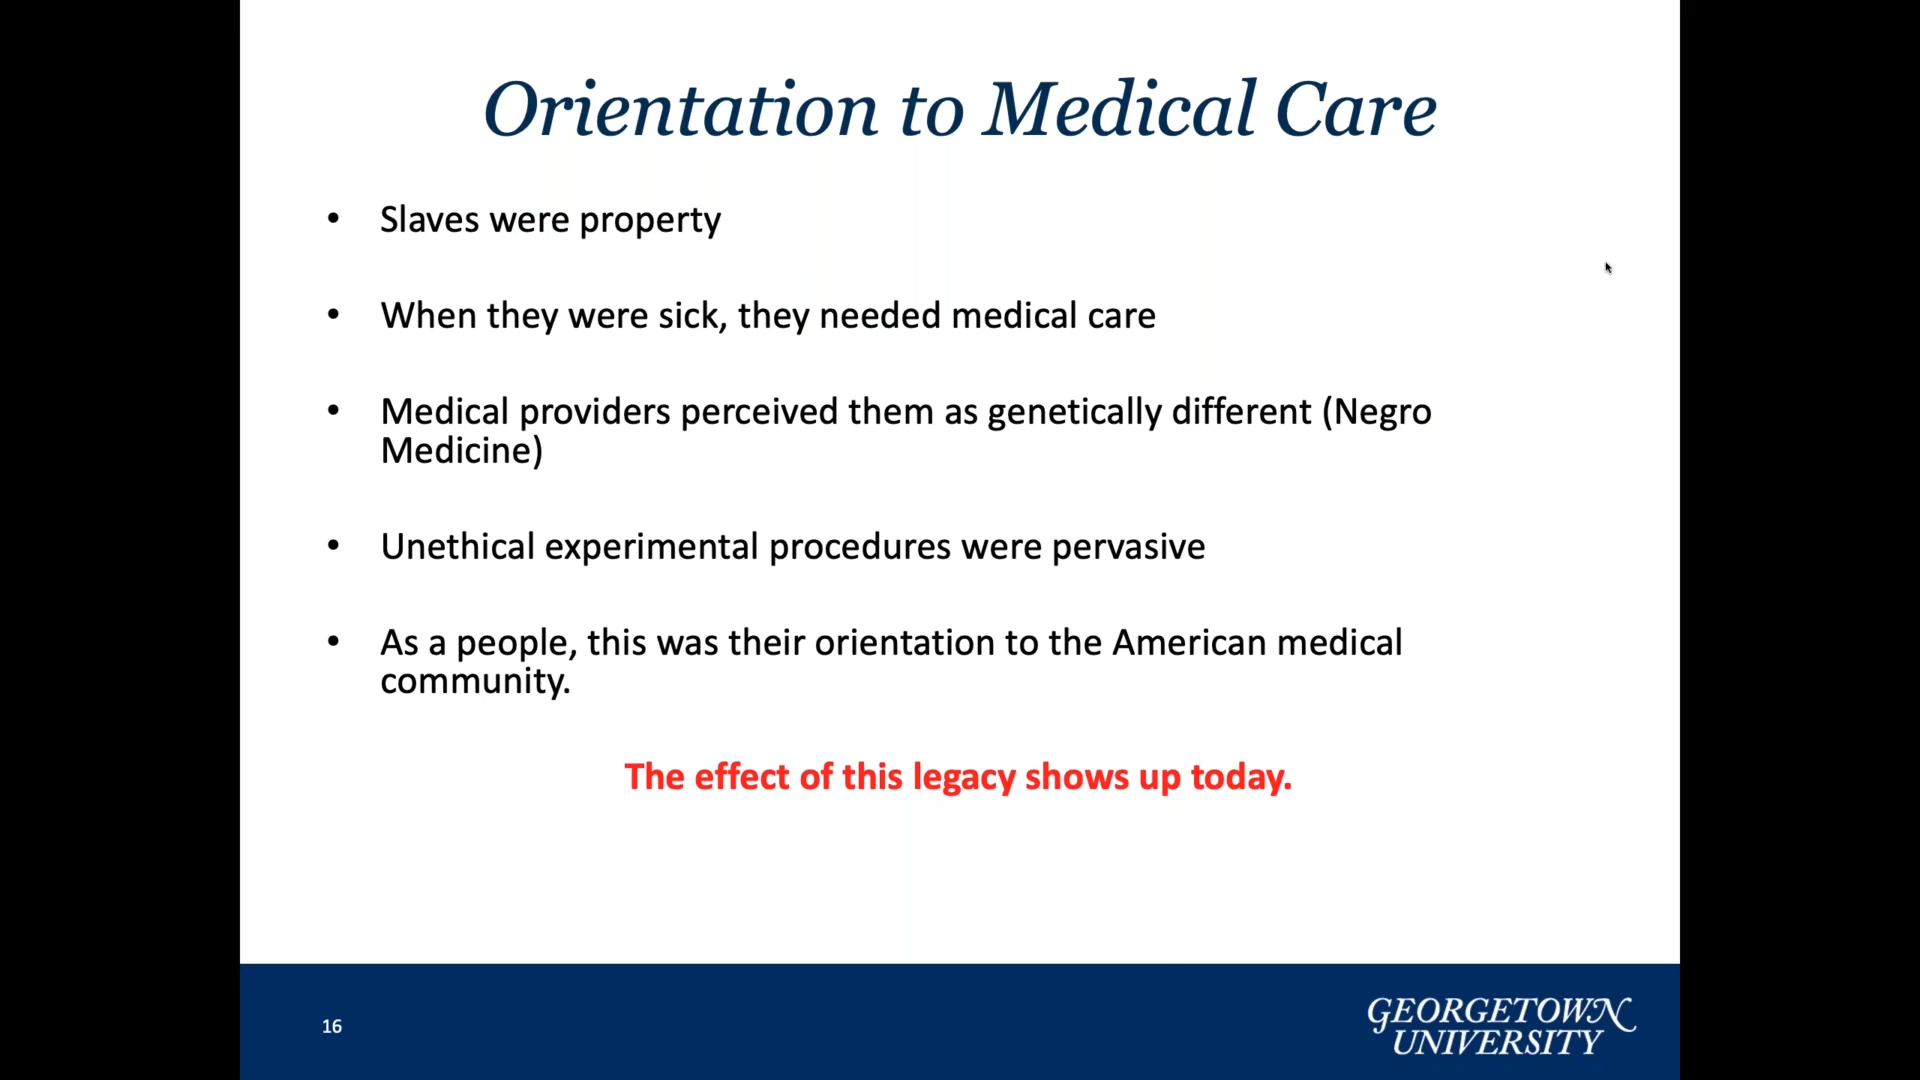 Orientation to Medical Care
• Slaves were property
• When they were sick, they needed medical care
• Medical providers perceived them as genetically different (Negro
Medicine)
• Unethical experimental procedures were pervasive
• As a people, this was their orientation to the American medical
community.
The effect of this legacy shows up today.
16
GEORGETOWN
UNIVERSITY